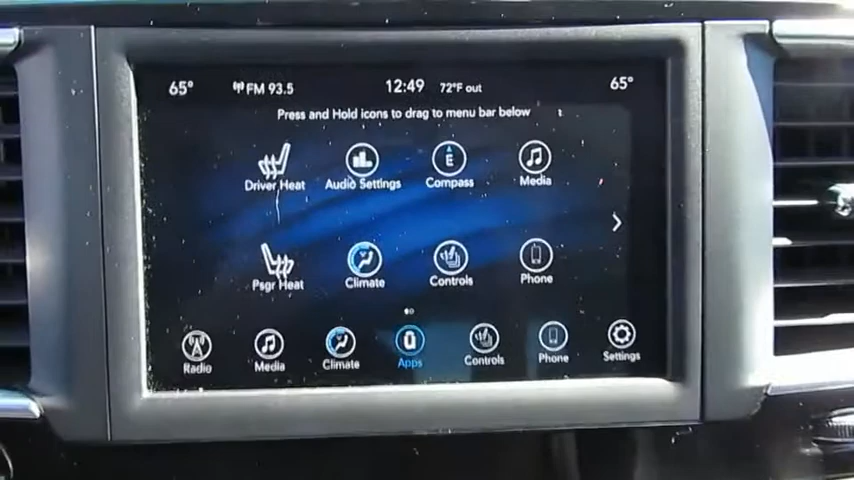 65° FM 93.5 12:49 72°F out 65°
Press and Hold icons to drag to menu bar below
Driver Heat Audio Settings E Compass Media
Psgr Heat Climate Controls Phone
Radio Media Climate Apps Controls Phone Settings